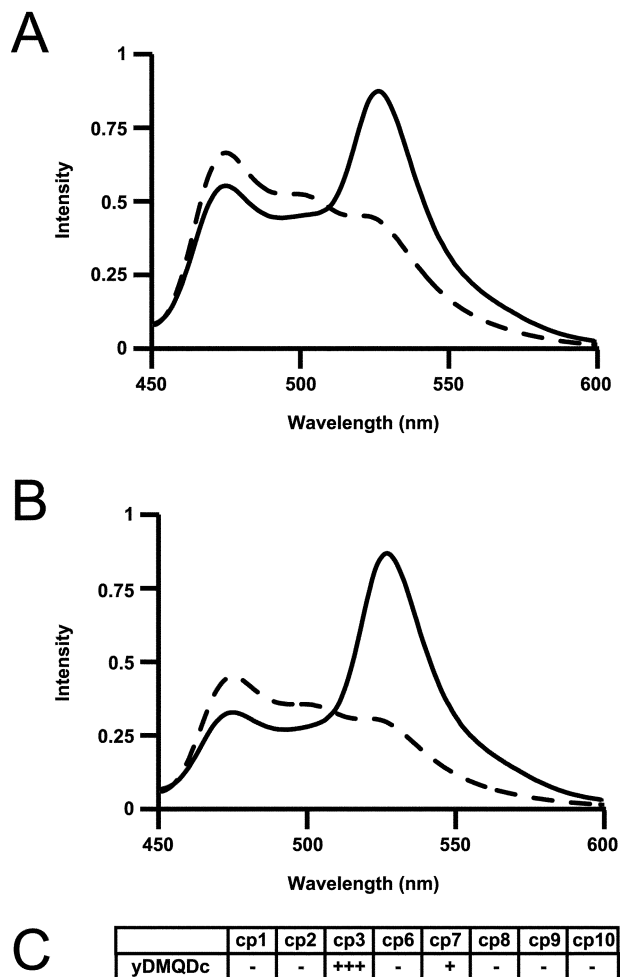 A
1
0.75
0.5
0.25
0
Intensity
450 500 550 600
Wavelength (nm)
B
1
0.75
0.5
0.25
0
Intensity
450 500 550 600
Wavelength (nm)
C
cp1 cp2 cp3 cp6 cp7 cp8 cp9 cp10
yDMQDc - - +++ - + - - -